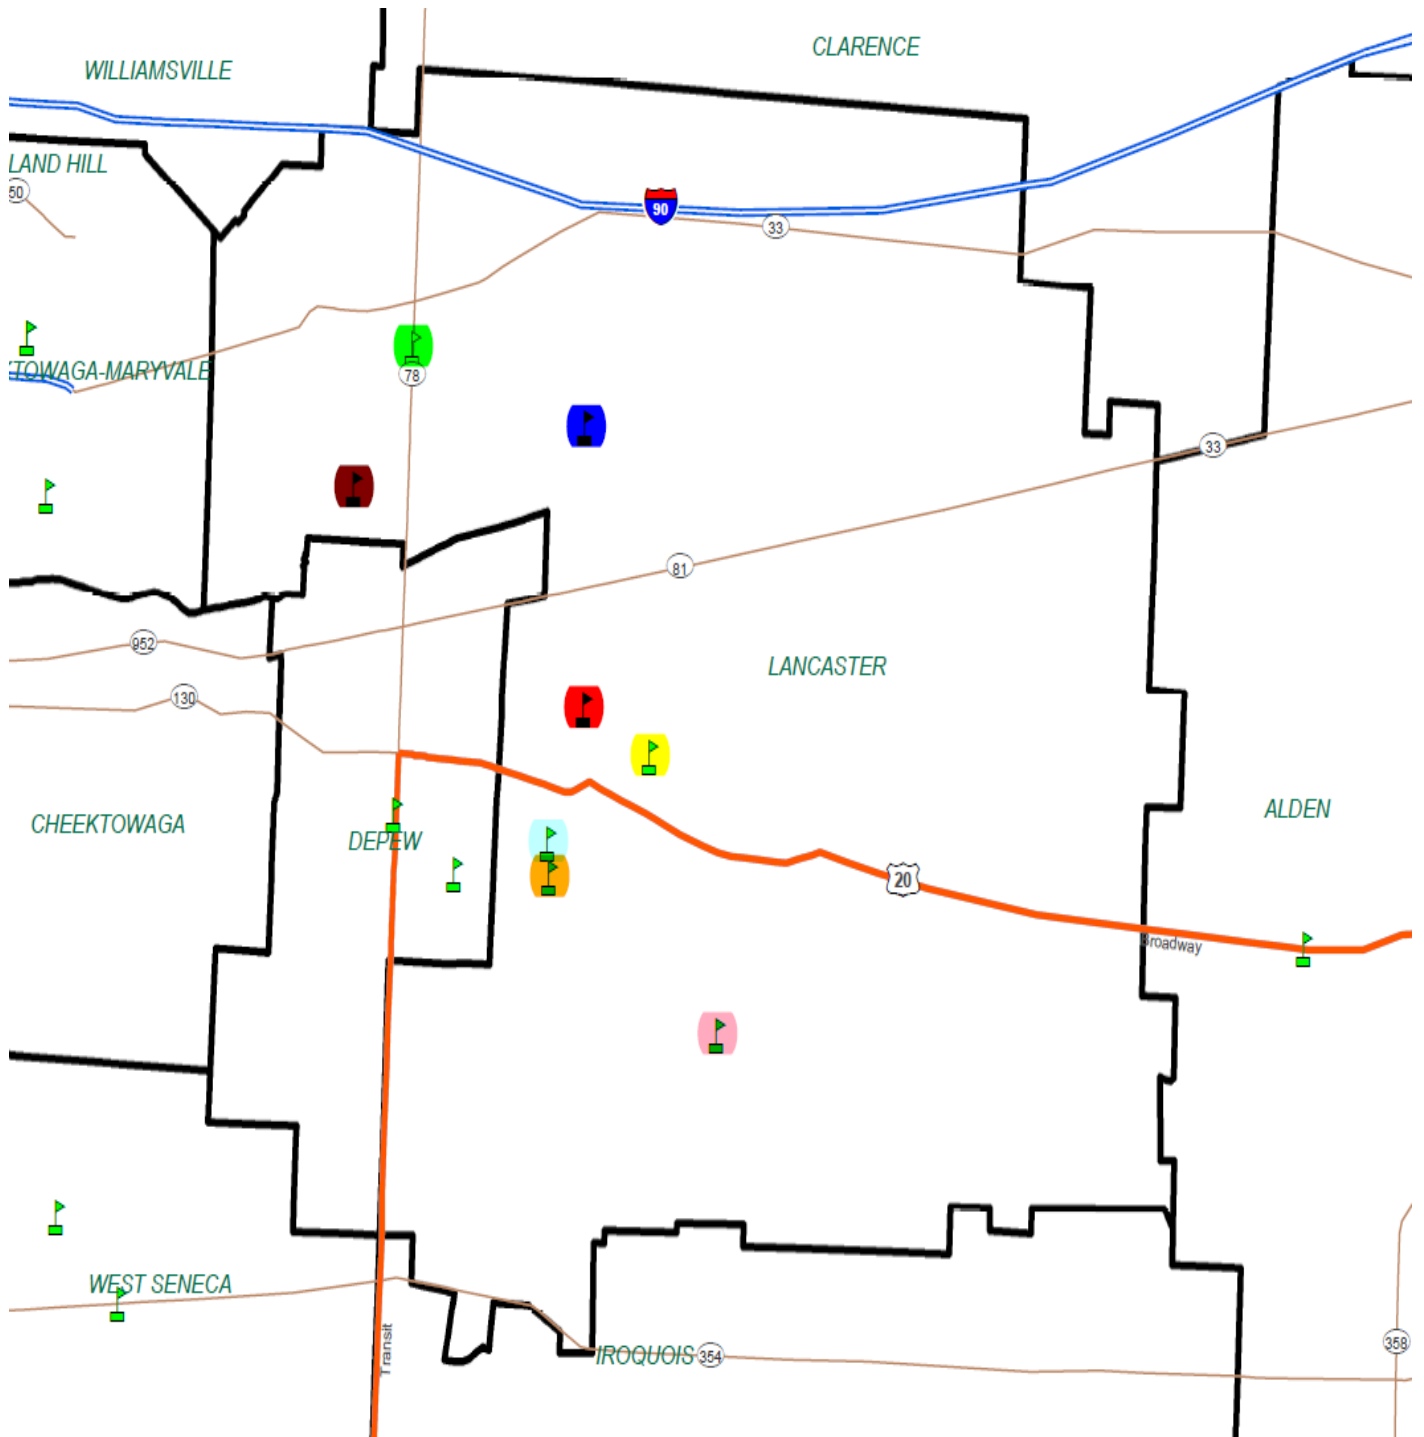 CLARENCE
WILLIAMSVILLE
LAND HILL
50
90
33
TOWAGA-MARYVALE
78
33
81
952
LANCASTER
130
ALDEN
CHEEKTOWAGA
DEPEW
20
Broadway
WEST SENECA
Transit
IROQUOIS
354
358